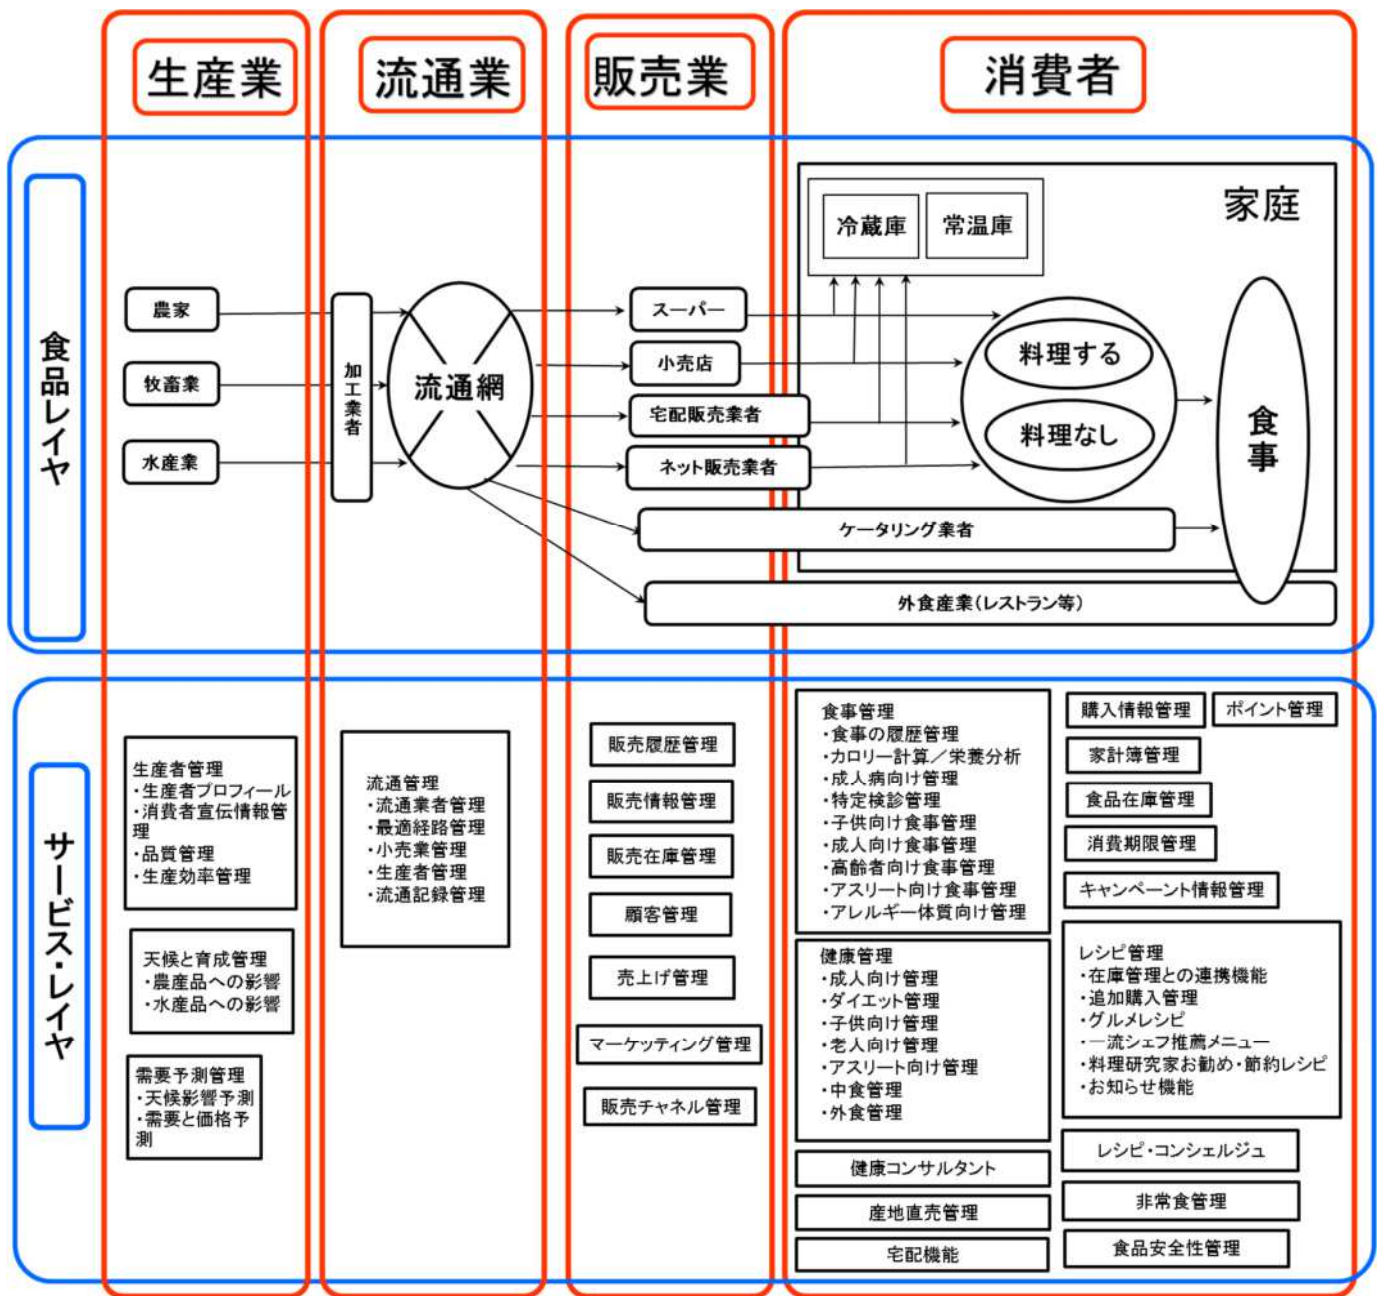 生産業
流通業
販売業
消費者
食品レイヤ
家庭
冷蔵庫
常温庫
農家
牧畜業
水産業
加工業者
流通網
スーパー
小売店
宅配販売業者
ネット販売業者
ケータリング業者
外食産業(レストラン等)
料理する
料理なし
食事
サービス・レイヤ
生産者管理
・生産者プロフィール
・消費者宣伝情報管
理
・品質管理
・生産効率管理
天候と育成管理
・農産品への影響
・水産品への影響
需要予測管理
・天候影響予測
・需要と価格予
測
流通管理
・流通業者管理
・最適経路管理
・小売業管理
・生産者管理
・流通記録管理
販売履歴管理
販売情報管理
販売在庫管理
顧客管理
売上げ管理
マーケッティング管理
販売チャネル管理
食事管理
・食事の履歴管理
・カロリー計算/栄養分析
・成人病向け管理
・特定検診管理
・子供向け食事管理
・成人向け食事管理
・高齢者向け食事管理
・アスリート向け食事管理
・アレルギー体質向け管理
健康管理
・成人向け管理
・ダイエット管理
・子供向け管理
・老人向け管理
・アスリート向け管理
・中食管理
・外食管理
健康コンサルタント
産地直売管理
宅配機能
購入情報管理
ポイント管理
家計簿管理
食品在庫管理
消費期限管理
キャンペーント情報管理
レシピ管理
・在庫管理との連携機能
・追加購入管理
・グルメレシピ
・一流シェフ推薦メニュー
・料理研究家お勧め・節約レシピ
・お知らせ機能
レシピ・コンシェルジュ
非常食管理
食品安全性管理